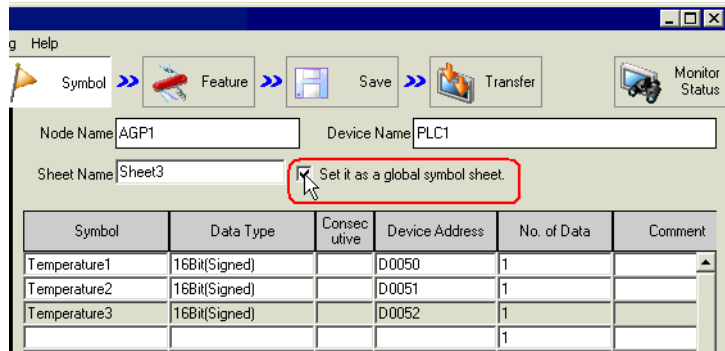 g Help
Symbol Feature Save Transfer Monitor
Status
Node Name AGP1 Device Name PLC1
Sheet Name Sheet3 Set it as a global symbol sheet.
Symbol Data Type Consec
utive Device Address No. of Data Comment
Temperature1 16Bit(Signed) D0050 1
Temperature2 16Bit(Signed) D0051 1
Temperature3 16Bit(Signed) D0052 1
1